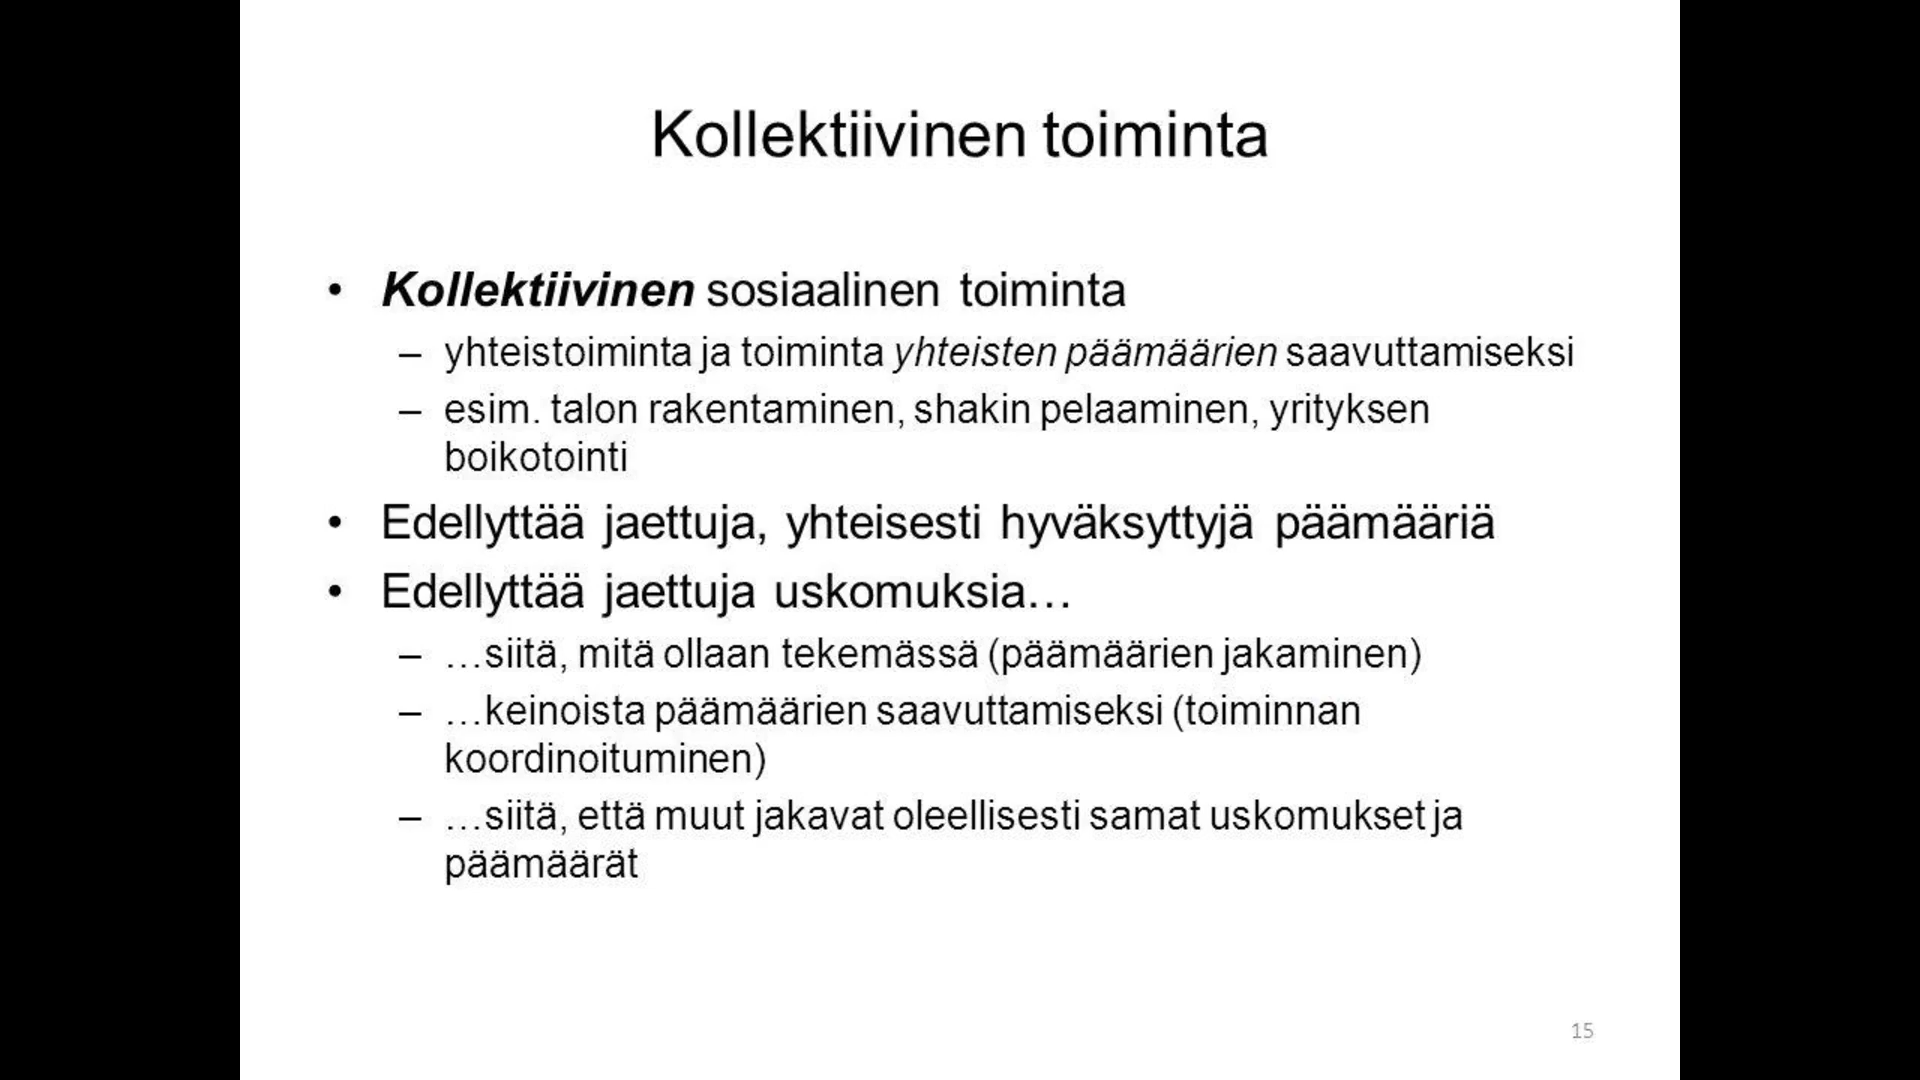 Kollektiivinen toiminta
• Kollektiivinen sosiaalinen toiminta
– yhteistoiminta ja toiminta yhteisten päämäärien saavuttamiseksi
– esim. talon rakentaminen, shakin pelaaminen, yrityksen
boikotointi
• Edellyttää jaettuja, yhteisesti hyväksyttyjä päämääriä
• Edellyttää jaettuja uskomuksia…
– …siitä, mitä ollaan tekemässä (päämäärien jakaminen)
– …keinoista päämäärien saavuttamiseksi (toiminnan
koordinoituminen)
– …siitä, että muut jakavat oleellisesti samat uskomukset ja
päämäärät
15